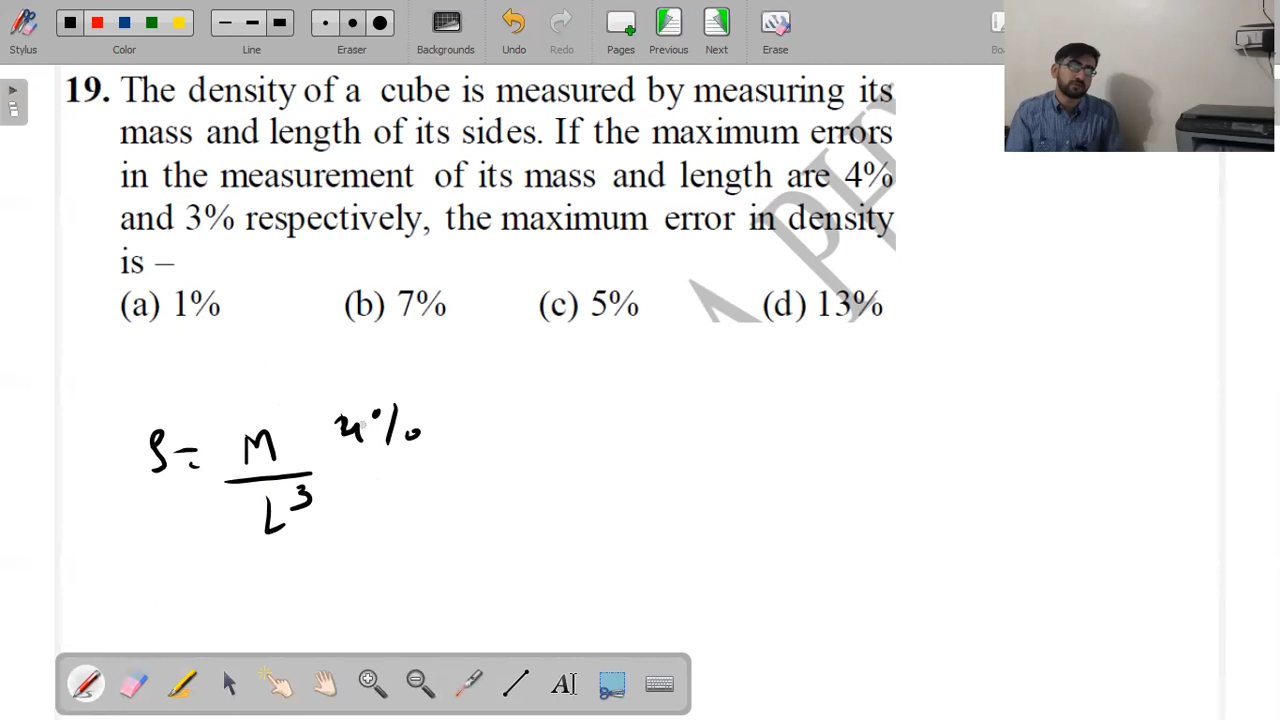 Stylus
Color
Line
Eraser
Backgrounds
Undo
Redo
Pages
Previous
Next
Erase
19. The density of a cube is measured by measuring its
mass and length of its sides. If the maximum errors
in the measurement of its mass and length are 4%
and 3% respectively, the maximum error in density
is –
(a) 1% (b) 7% (c) 5% (d) 13%
ρ = M 4%
L³